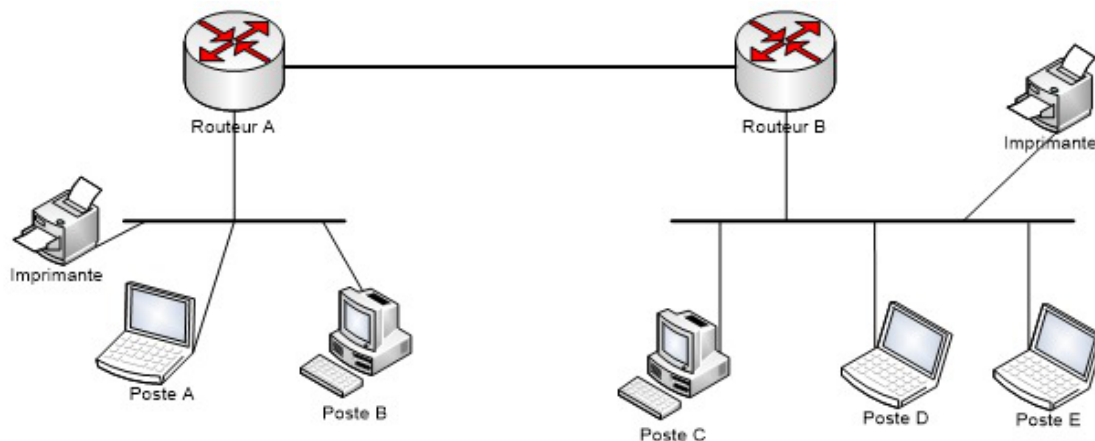 Routeur A
Routeur B
Imprimante
Imprimante
Poste A
Poste B
Poste C
Poste D
Poste E